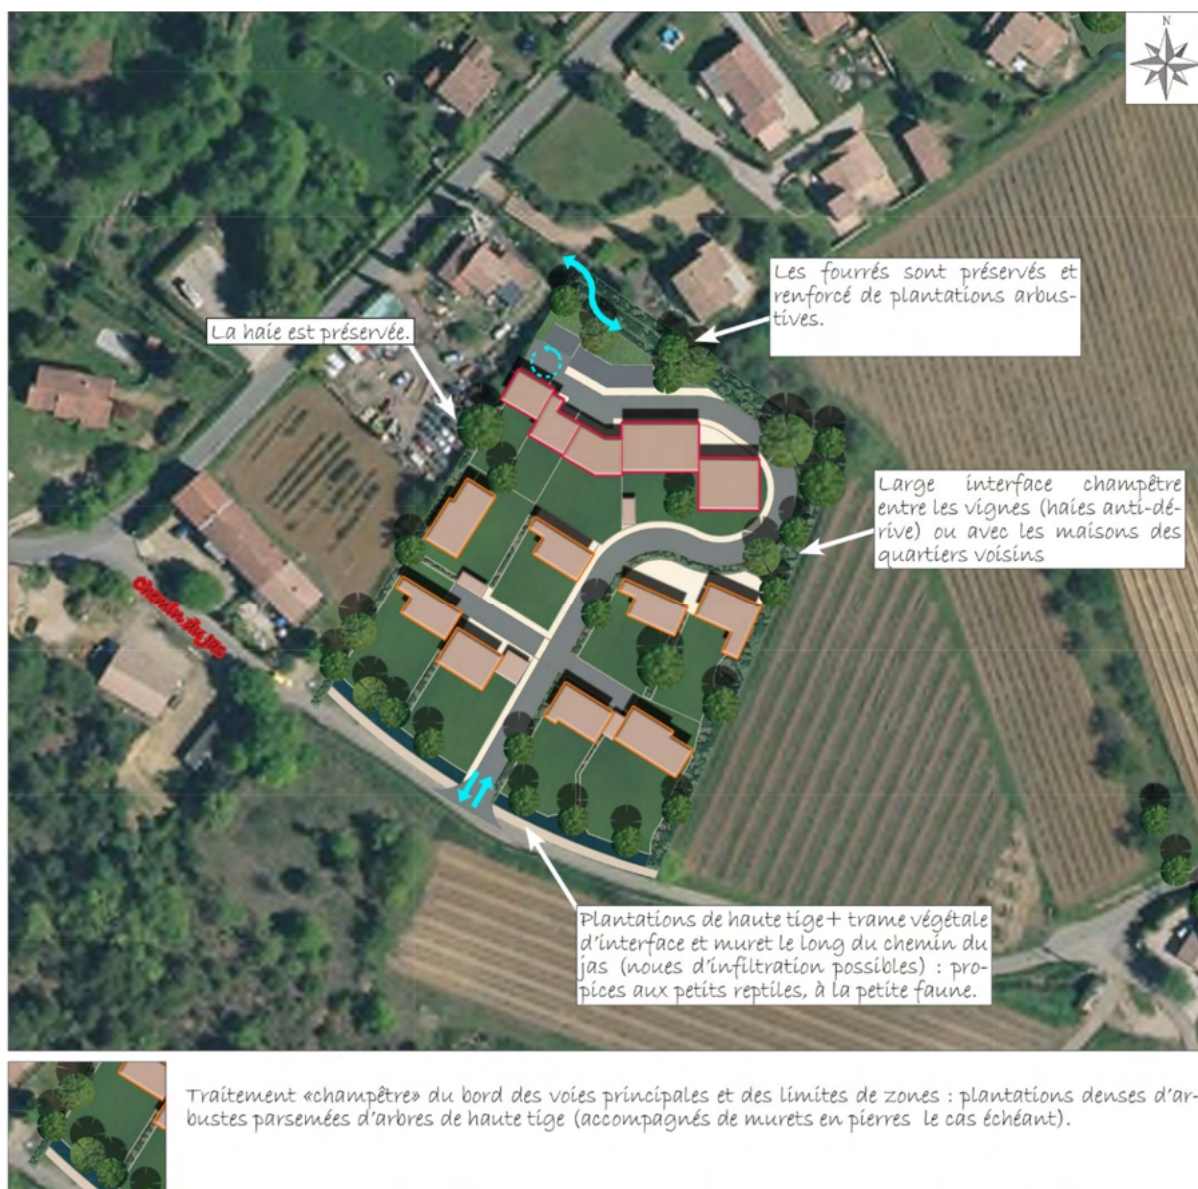 N
Les fourrés sont préservés et
renforcé de plantations arbus-
tives.
La haie est préservée.
Large interface champêtre
entre les vignes (haies anti-dé-
rive) ou avec les maisons des
quartiers voisins
Chemin du jas
Plantations de haute tige+ trame végétale
d'interface et muret le long du chemin du
jas (noues d'infiltration possibles) : pro-
pices aux petits reptiles, à la petite faune.
Traitement «champêtre» du bord des voies principales et des limites de zones : plantations denses d'ar-
bustes parsemées d'arbres de haute tige (accompagnés de murets en pierres le cas échéant).